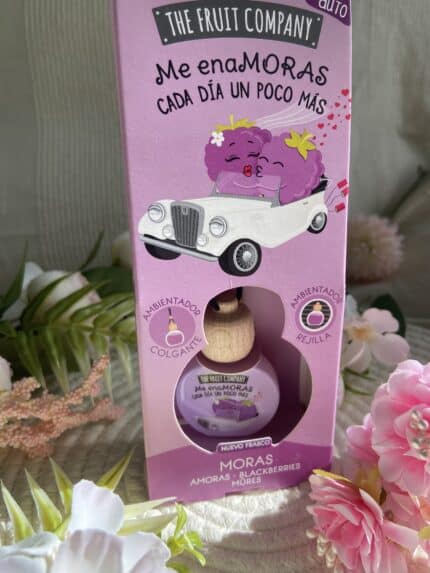 auto
THE FRUIT COMPANY
Me enaMORAS
CADA DÍA UN POCO MÁS
AMBIENTADOR
COLGANTE
AMBIENTADOR
REJILLA
THE FRUIT COMPANY
Me enaMORAS
CADA DÍA UN POCO MÁS
NUEVO FRASCO
MORAS
AMORAS · BLACKBERRIES
MÛRES